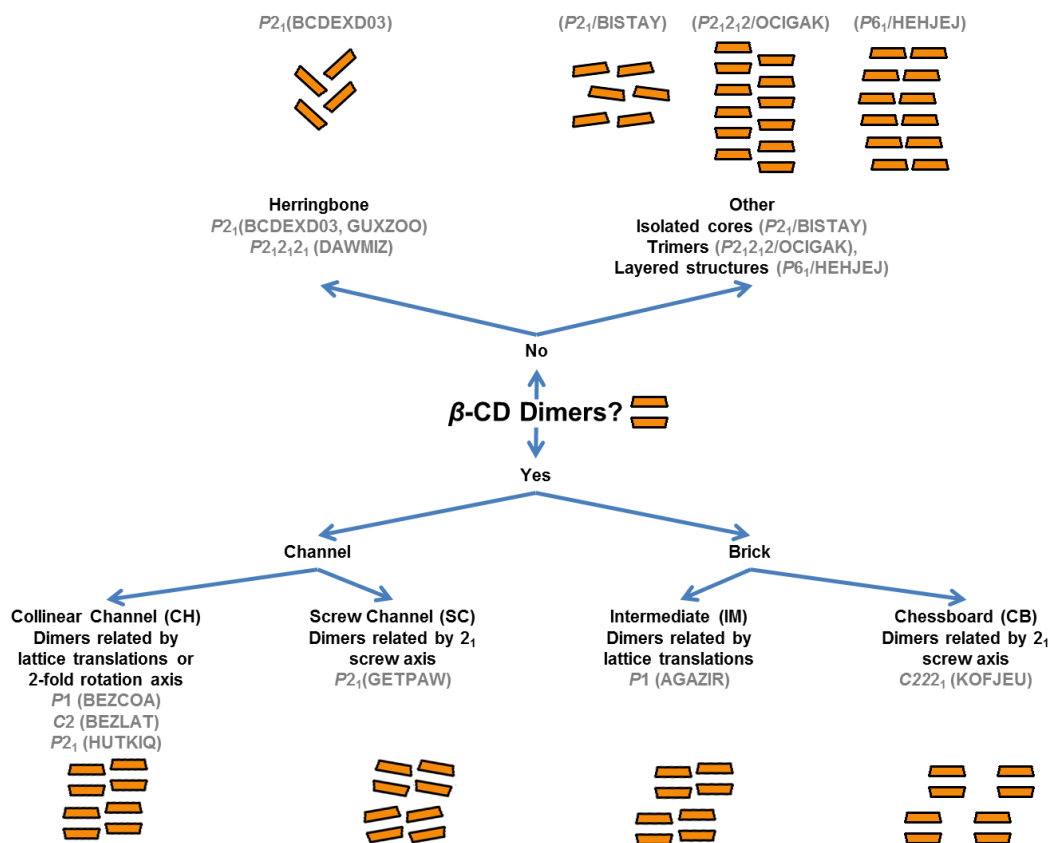 P2₁(BCDEXD03)
(P2₁/BISTAY)
(P2₁2₁2/OCIGAK)
(P6₁/HEHJEJ)
Herringbone
P2₁(BCDEXD03, GUXZOO)
P2₁2₁2₁ (DAWMIZ)
Other
Isolated cores (P2₁/BISTAY)
Trimers (P2₁2₁2/OCIGAK),
Layered structures (P6₁/HEHJEJ)
No
β-CD Dimers?
Yes
Channel
Brick
Collinear Channel (CH)
Dimers related by
lattice translations or
2-fold rotation axis
P1 (BEZCOA)
C2 (BEZLAT)
P2₁ (HUTKIQ)
Screw Channel (SC)
Dimers related by 2₁
screw axis
P2₁(GETPAW)
Intermediate (IM)
Dimers related by
lattice translations
P1 (AGAZIR)
Chessboard (CB)
Dimers related by 2₁
screw axis
C222₁ (KOFJEU)